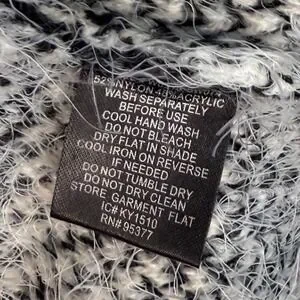 52% NYLON 48% ACRYLIC
WASH SEPARATELY
BEFORE USE
COOL HAND WASH
DO NOT BLEACH
DRY FLAT IN SHADE
COOL IRON ON REVERSE
IF NEEDED
DO NOT TUMBLE DRY
DO NOT DRY CLEAN
STORE GARMENT FLAT
IC# KY1510
RN# 95377